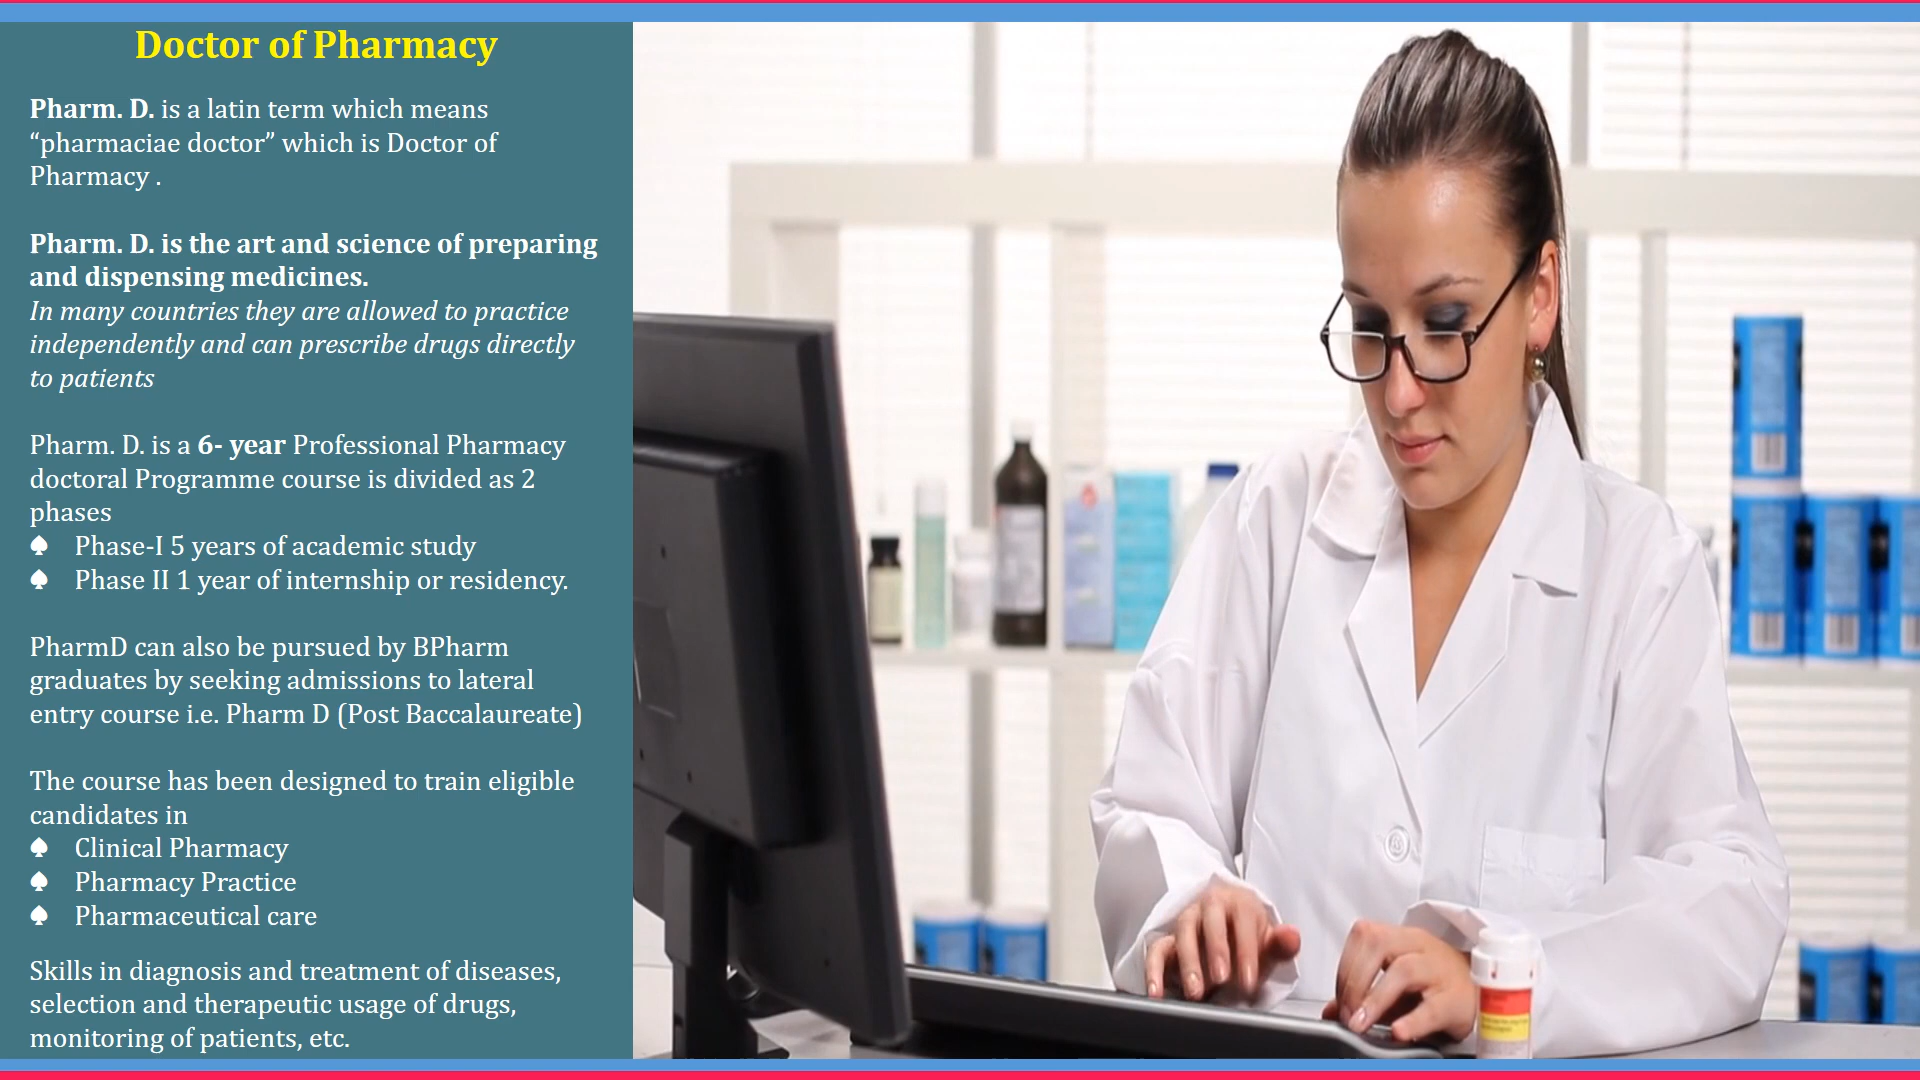 Doctor of Pharmacy
Pharm. D. is a latin term which means
“pharmaciae doctor” which is Doctor of
Pharmacy .
Pharm. D. is the art and science of preparing
and dispensing medicines.
In many countries they are allowed to practice
independently and can prescribe drugs directly
to patients
Pharm. D. is a 6- year Professional Pharmacy
doctoral Programme course is divided as 2
phases
♠ Phase-I 5 years of academic study
♠ Phase II 1 year of internship or residency.
PharmD can also be pursued by BPharm
graduates by seeking admissions to lateral
entry course i.e. Pharm D (Post Baccalaureate)
The course has been designed to train eligible
candidates in
♠ Clinical Pharmacy
♠ Pharmacy Practice
♠ Pharmaceutical care
Skills in diagnosis and treatment of diseases,
selection and therapeutic usage of drugs,
monitoring of patients, etc.